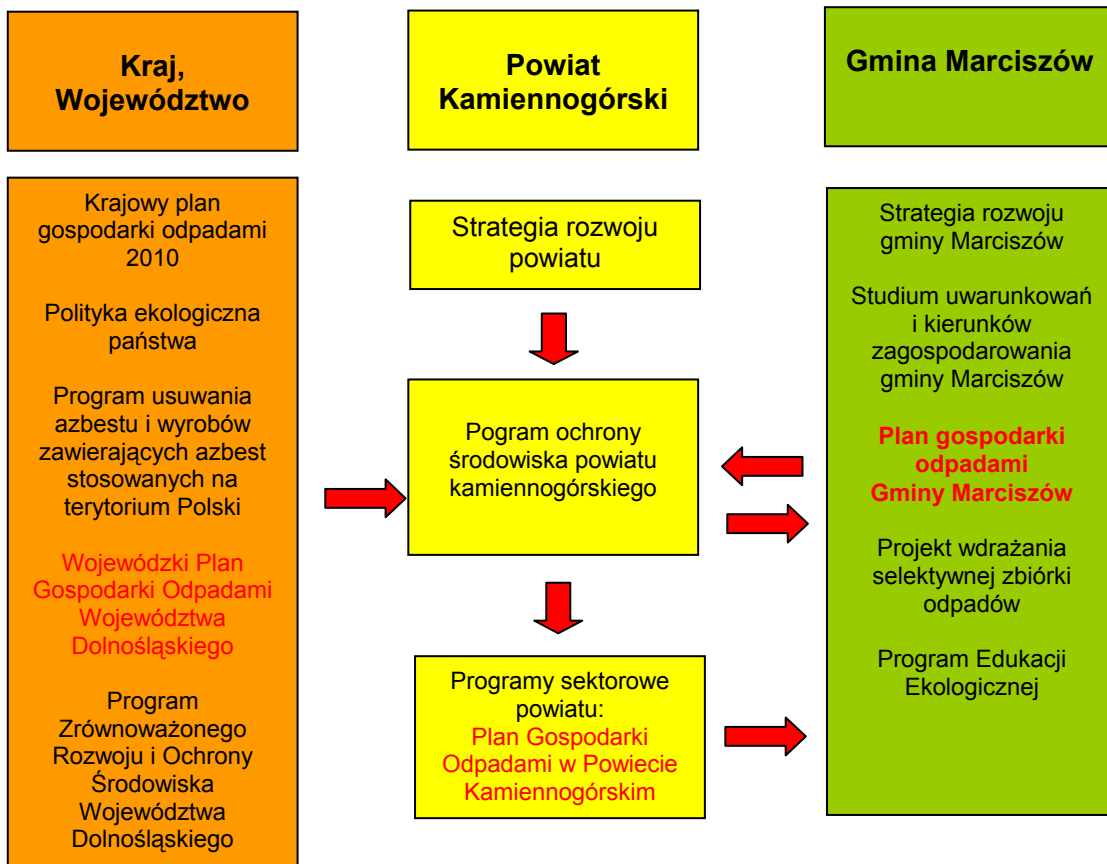 Kraj,
Województwo
Powiat
Kamiennogórski
Gmina Marciszów
Krajowy plan
gospodarki odpadami
2010
Polityka ekologiczna
państwa
Program usuwania
azbestu i wyrobów
zawierających azbest
stosowanych na
terytorium Polski
Wojewódzki Plan
Gospodarki Odpadami
Województwa
Dolnośląskiego
Program
Zrównoważonego
Rozwoju i Ochrony
Środowiska
Województwa
Dolnośląskiego
Strategia rozwoju
powiatu
Pogram ochrony
środowiska powiatu
kamiennogórskiego
Programy sektorowe
powiatu:
Plan Gospodarki
Odpadami w Powiecie
Kamiennogórskim
Strategia rozwoju
gminy Marciszów
Studium uwarunkowań
i kierunków
zagospodarowania
gminy Marciszów
Plan gospodarki
odpadami
Gminy Marciszów
Projekt wdrażania
selektywnej zbiórki
odpadów
Program Edukacji
Ekologicznej